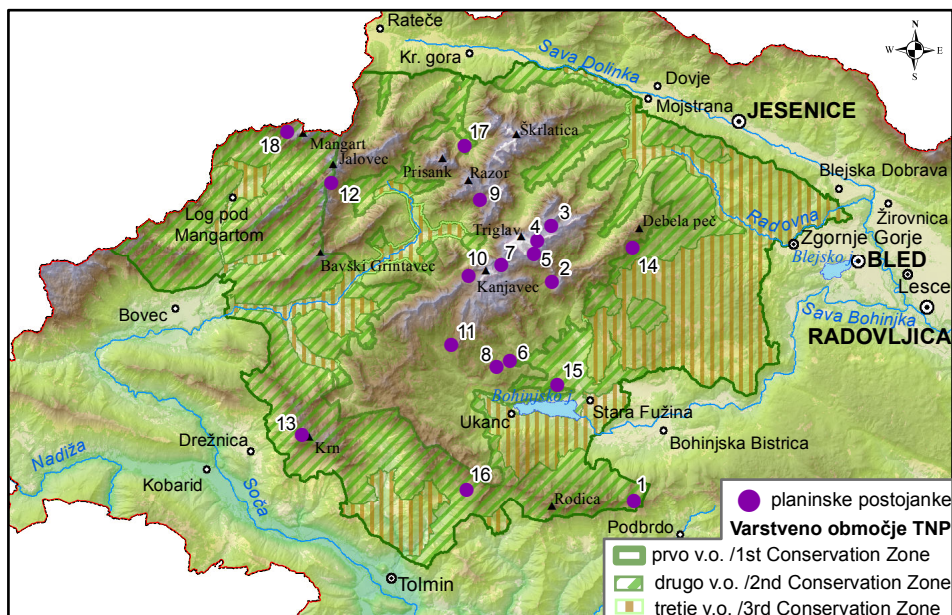 Rateče
Kr. gora
Sava Dolinka
N
W
E
S
Dovje
Mojstrana
JESENICE
17
Škrlatica
18
Mangart
Jalovec
Prisank
Razor
12
Blejska Dobrava
Log pod
Mangartom
9
3
Debela peč
Radovna
Žirovnica
4
Triglav
Zgornje Gorje
7
5
14
Bavški Grintavec
10
2
Blejsko j.
BLED
Kanjavec
Lesce
Bovec
Sava Bohinjka
RADOVLJICA
11
8
6
15
Bohinjsko j.
Stara Fužina
Ukanc
13
Krn
Bohinjska Bistrica
Drežnica
Nadiža
Kobarid
Soča
16
1
Rodica
planinske postojanke
Podbrdo
Varstveno območje TNP
prvo v.o. /1st Conservation Zone
Tolmin
drugo v.o. /2nd Conservation Zone
tretje v.o. /3rd Conservation Zone